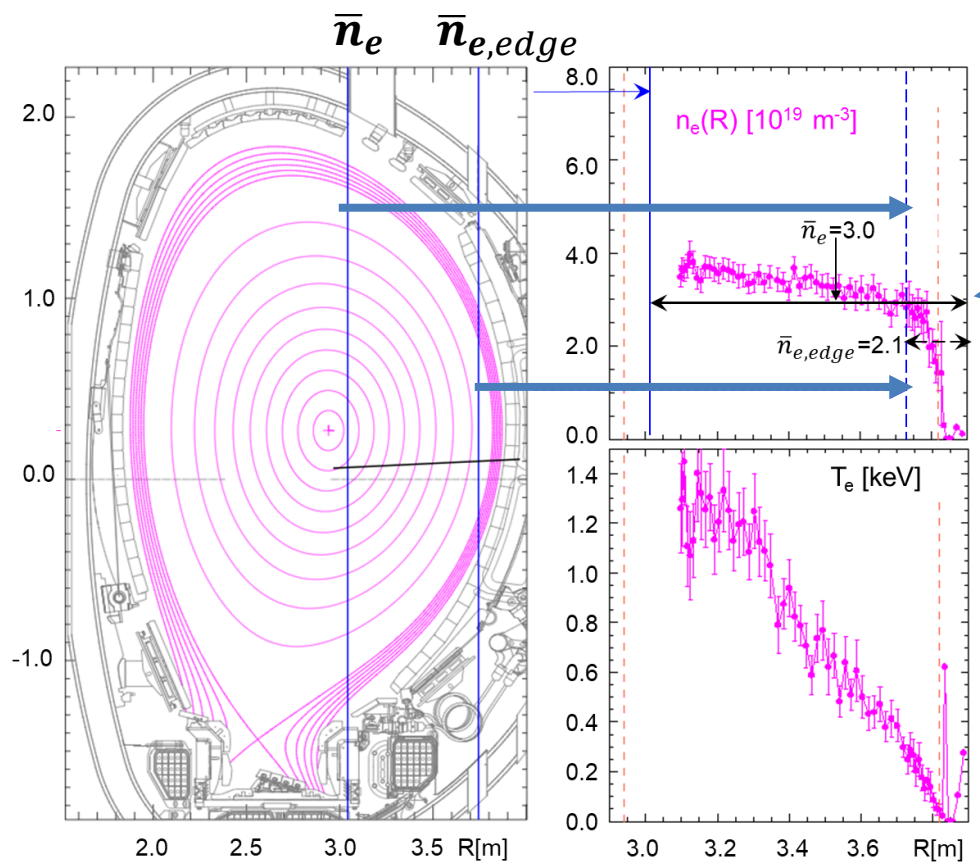 n̅e n̅e,edge
2.0
1.0
0.0
-1.0
2.0 2.5 3.0 3.5 R[m]
8.0
ne(R) [10¹⁹ m⁻³]
6.0
n̅e=3.0
4.0
n̅e,edge=2.1
2.0
0.0
1.4
Te [keV]
1.2
1.0
0.8
0.6
0.4
0.2
0.0
3.0 3.2 3.4 3.6 3.8 R[m]